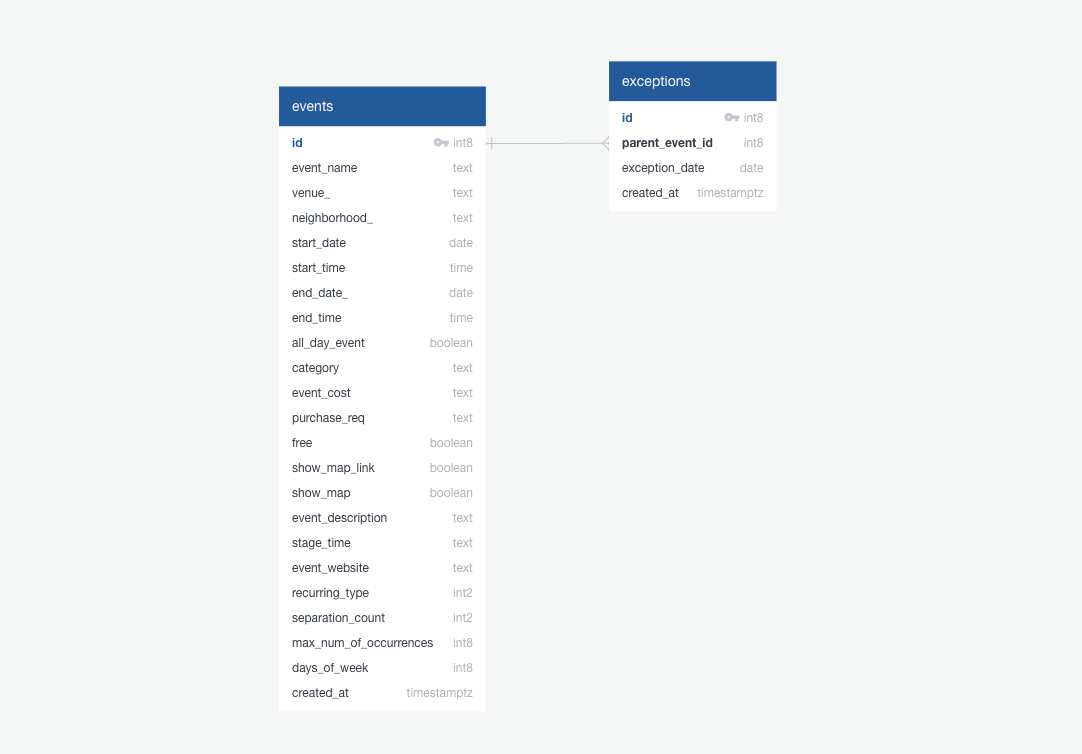 events
id int8
event_name text
venue_ text
neighborhood_ text
start_date date
start_time time
end_date_ date
end_time time
all_day_event boolean
category text
event_cost text
purchase_req text
free boolean
show_map_link boolean
show_map boolean
event_description text
stage_time text
event_website text
recurring_type int2
separation_count int2
max_num_of_occurrences int8
days_of_week int8
created_at timestamptz
exceptions
id int8
parent_event_id int8
exception_date date
created_at timestamptz